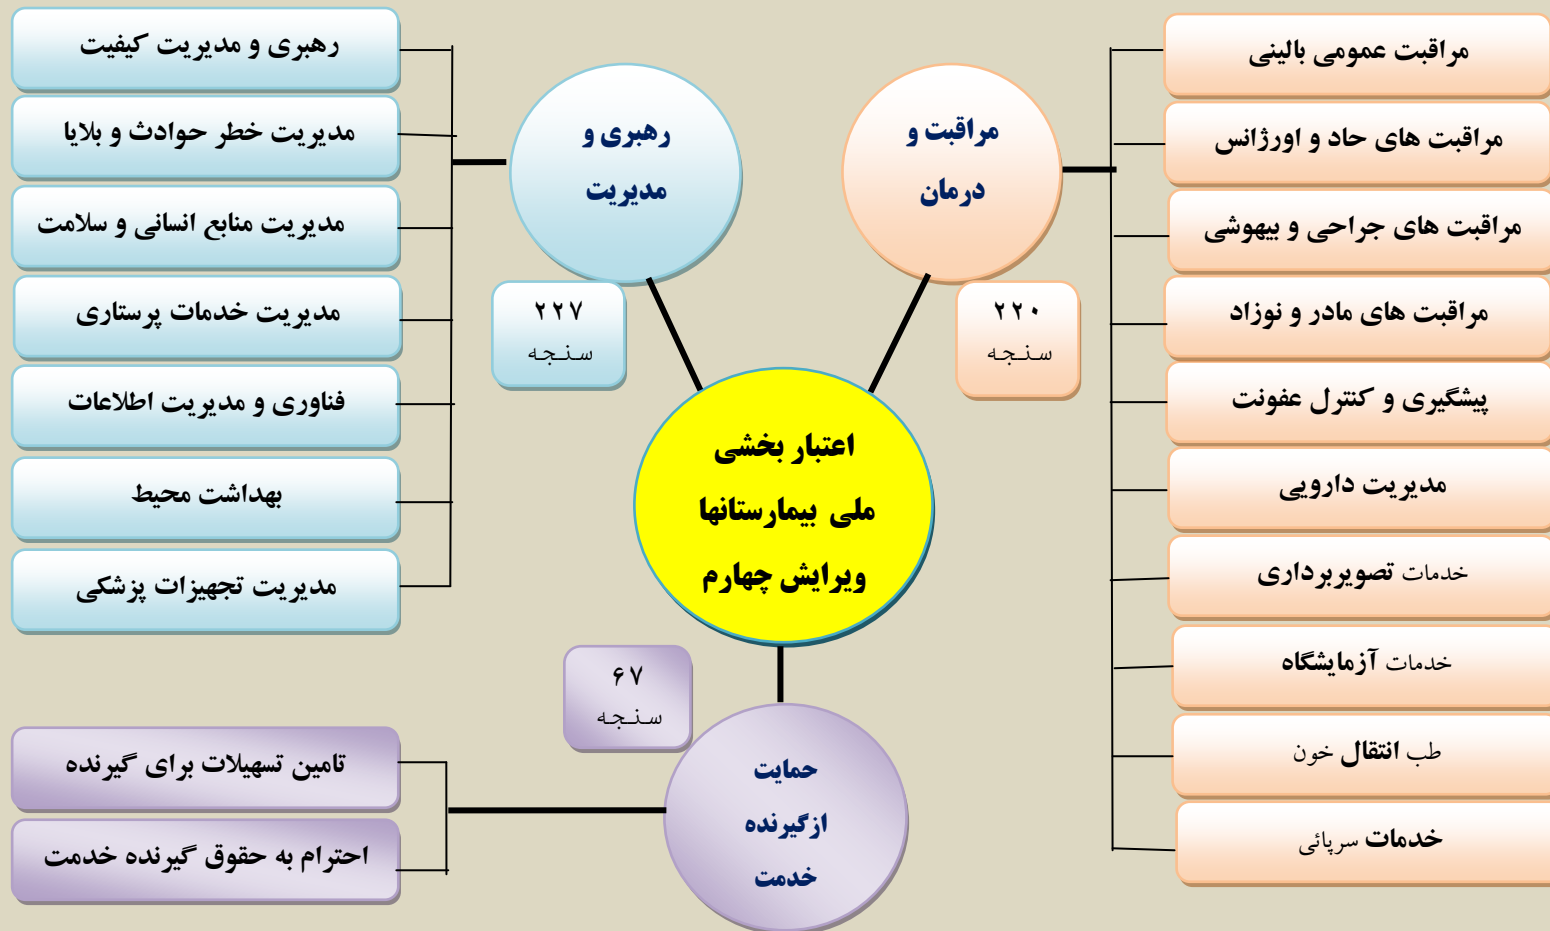 مراقبت عمومی بالینی
مراقبت های حاد و اورژانس
مراقبت های جراحی و بیهوشی
مراقبت های مادر و نوزاد
پیشگیری و کنترل عفونت
مدیریت دارویی
خدمات تصویربرداری
خدمات آزمایشگاه
طب انتقال خون
خدمات سرپائی
مراقبت و
درمان
۲۲۰
سنجه
رهبری و
مدیریت
۲۲۷
سنجه
اعتبار بخشی
ملی بیمارستانها
ویرایش چهارم
۶۷
سنجه
حمایت
ازگیرنده
خدمت
رهبری و مدیریت کیفیت
مدیریت خطر حوادث و بلایا
مدیریت منابع انسانی و سلامت
مدیریت خدمات پرستاری
فناوری و مدیریت اطلاعات
بهداشت محیط
مدیریت تجهیزات پزشکی
تامین تسهیلات برای گیرنده
احترام به حقوق گیرنده خدمت